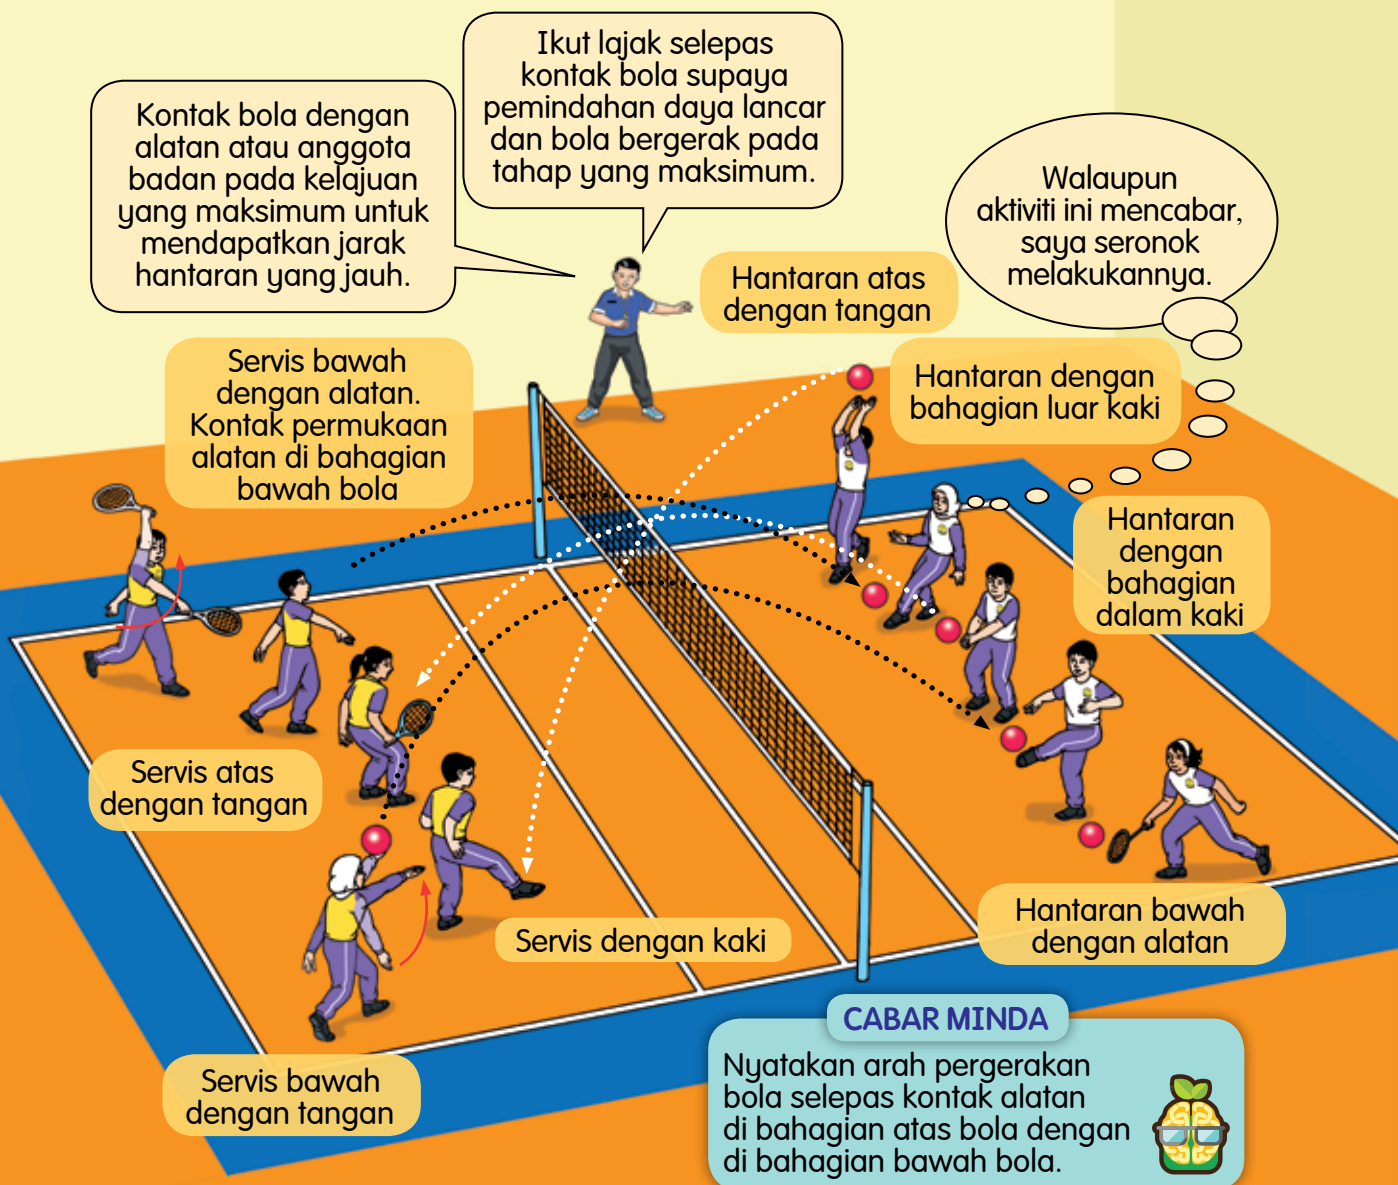 Ikut lajak selepas
kontak bola supaya
pemindahan daya lancar
dan bola bergerak pada
tahap yang maksimum.
Kontak bola dengan
alatan atau anggota
badan pada kelajuan
yang maksimum untuk
mendapatkan jarak
hantaran yang jauh.
Walaupun
aktiviti ini mencabar,
saya seronok
melakukannya.
Hantaran atas
dengan tangan
Servis bawah
dengan alatan.
Kontak permukaan
alatan di bahagian
bawah bola
Hantaran dengan
bahagian luar kaki
Hantaran
dengan
bahagian
dalam kaki
Servis atas
dengan tangan
Servis dengan kaki
Hantaran bawah
dengan alatan
Servis bawah
dengan tangan
CABAR MINDA
Nyatakan arah pergerakan
bola selepas kontak alatan
di bahagian atas bola dengan
di bahagian bawah bola.